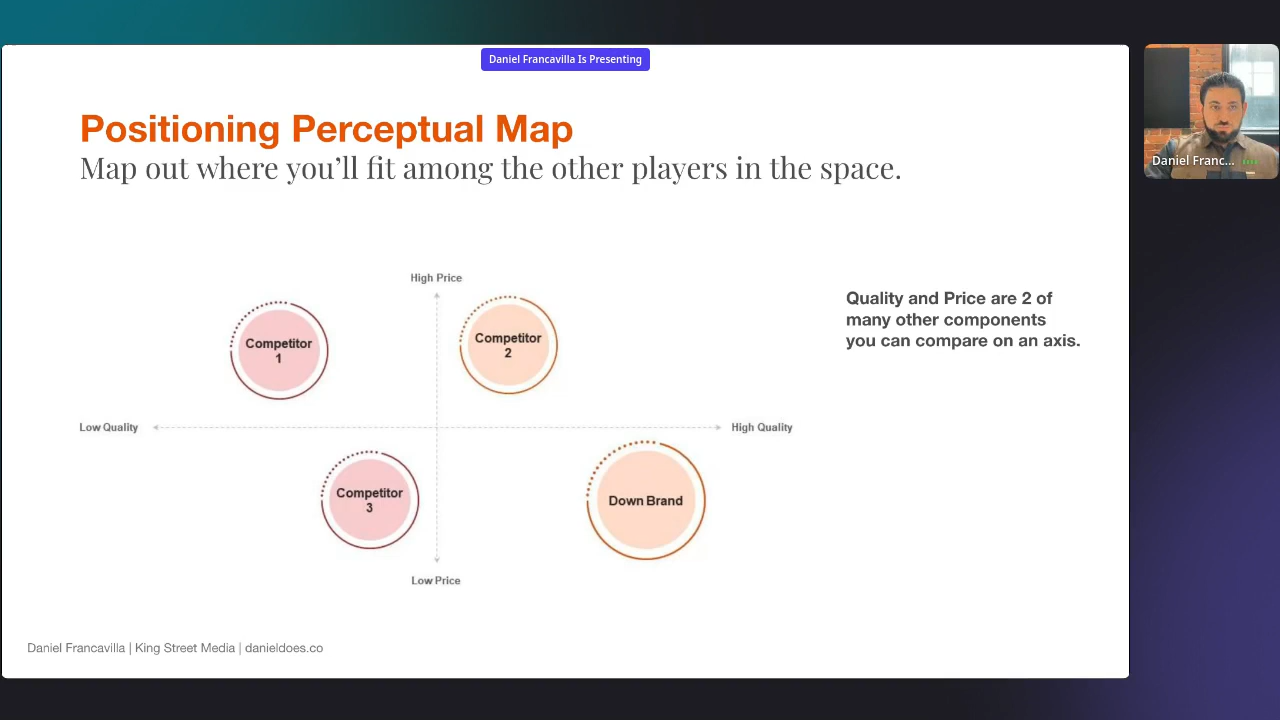 Daniel Francavilla Is Presenting
Positioning Perceptual Map
Map out where you’ll fit among the other players in the space.
Daniel Franc...
High Price
Competitor
1
Competitor
2
Quality and Price are 2 of
many other components
you can compare on an axis.
Low Quality
High Quality
Competitor
3
Down Brand
Low Price
Daniel Francavilla | King Street Media | danieldoes.co